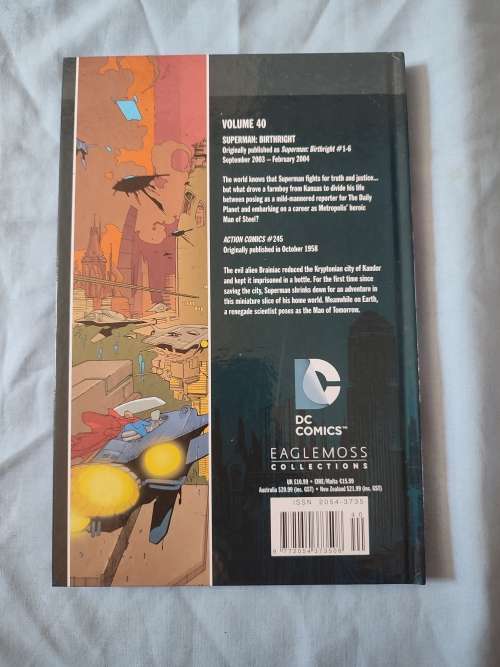 VOLUME 40
SUPERMAN: BIRTHRIGHT
Originally published as Superman: Birthright #1-6
September 2003 – February 2004
The world knows that Superman fights for truth and justice...
but what drove a farmboy from Kansas to divide his life
between posing as a mild-mannered reporter for The Daily
Planet and embarking on a career as Metropolis' heroic
Man of Steel?
ACTION COMICS #245
Originally published in October 1958
The evil alien Brainiac reduced the Kryptonian city of Kandor
and kept it imprisoned in a bottle. For the first time since
saving the city, Superman shrinks down for an adventure in
this miniature slice of his home world. Meanwhile on Earth,
a renegade scientist poses as the Man of Tomorrow.
DC
COMICS™
EAGLEMOSS
COLLECTIONS
UK £10.99 • EIRE/Malta €15.99
Australia $20.99 (inc. GST) • New Zealand $23.99 (inc. GST)
ISSN 2054-3735
40
9 772054 373508